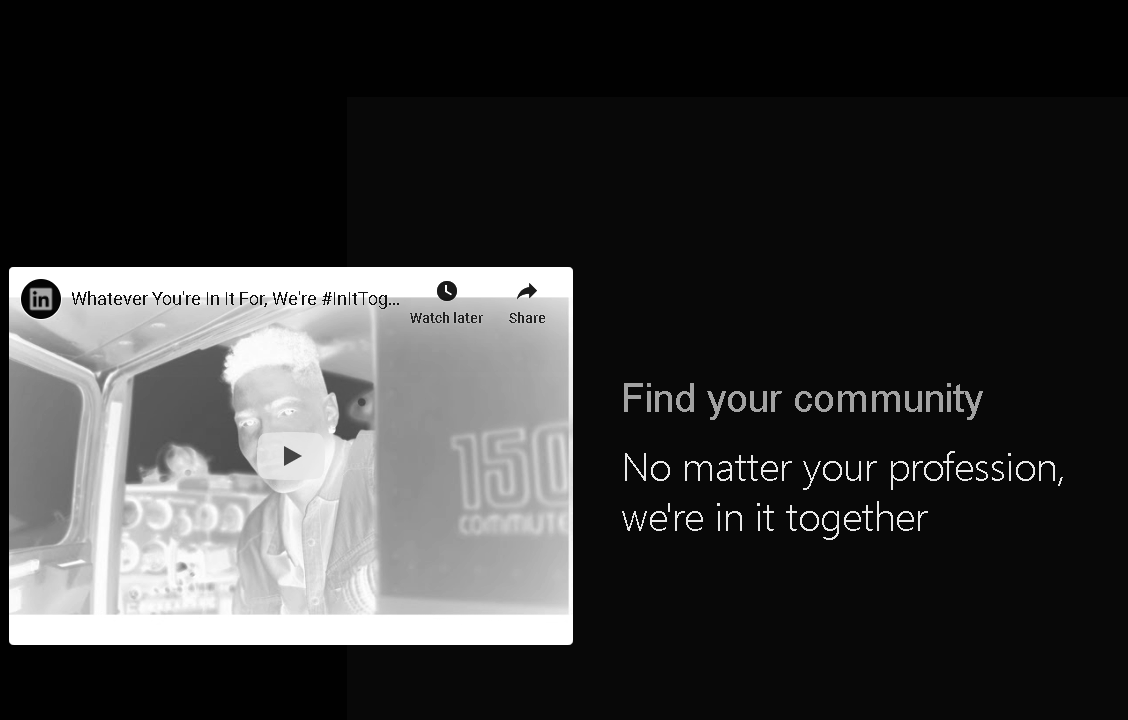 in Whatever You're In It For, We're #InItTog...
Watch later Share
150
COMMUTE
Find your community
No matter your profession,
we're in it together